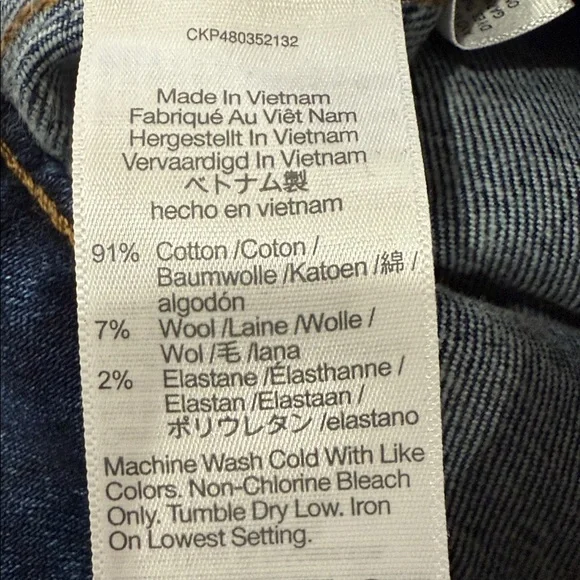 CKP480352132
Made In Vietnam
Fabriqué Au Viêt Nam
Hergestellt In Vietnam
Vervaardigd In Vietnam
ベトナム製
hecho en vietnam
91% Cotton /Coton /
Baumwolle /Katoen /綿 /
algodón
7% Wool /Laine /Wolle /
Wol /毛 /lana
2% Elastane /Élasthanne /
Elastan /Elastaan /
ポリウレタン /elastano
Machine Wash Cold With Like
Colors. Non-Chlorine Bleach
Only. Tumble Dry Low. Iron
On Lowest Setting.